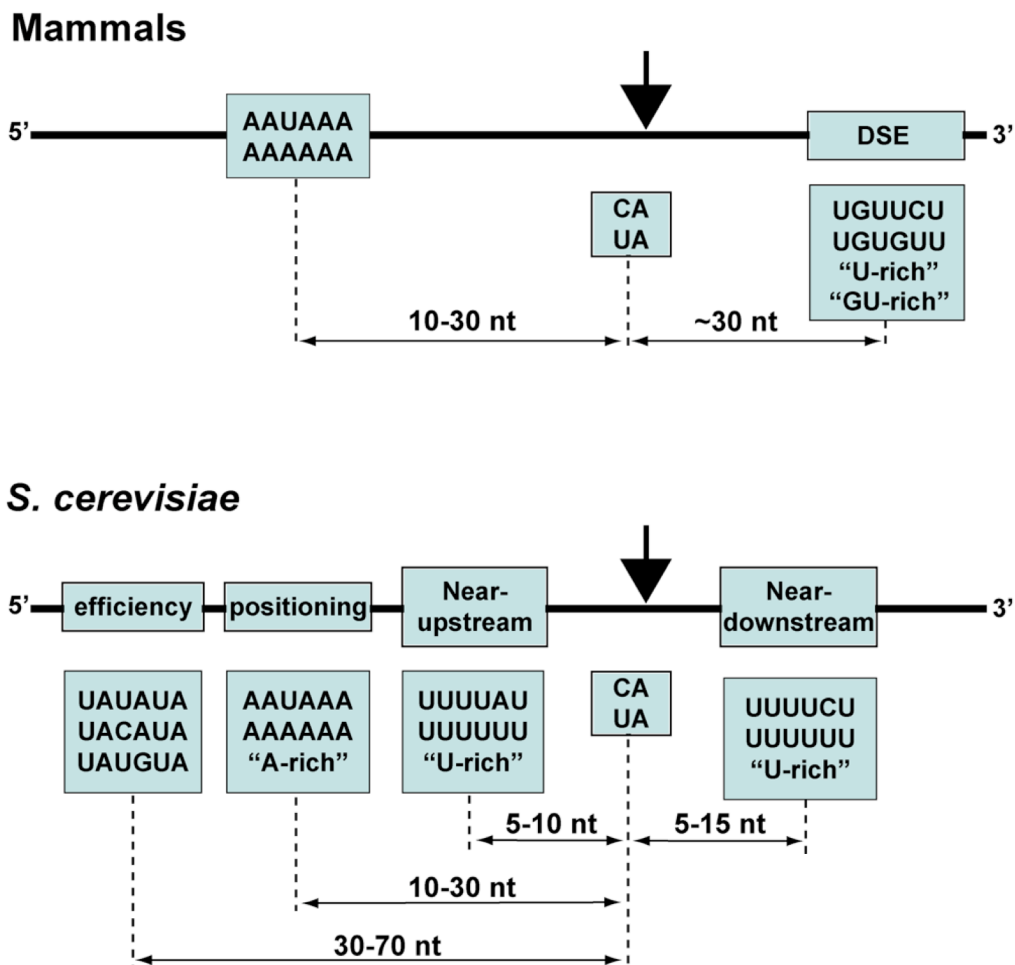 Mammals
5’ AAUAAA DSE 3’
AAAAAA
CA UGUUCU
UA UGUGUU
“U-rich”
“GU-rich”
10-30 nt ~30 nt
S. cerevisiae
5’ efficiency positioning Near- Near- 3’
upstream downstream
UAUAUA AAUAAA UUUUAU CA UUUUCU
UACAUA AAAAAA UUUUUU UA UUUUUU
UAUGUA “A-rich” “U-rich” “U-rich”
5-10 nt 5-15 nt
10-30 nt
30-70 nt